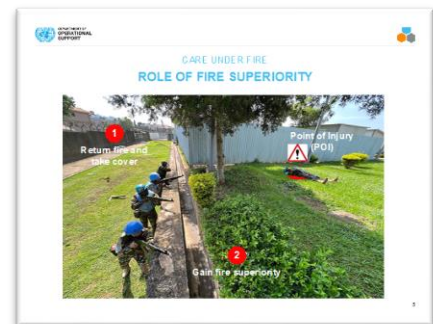 DEPARTMENT OF
OPERATIONAL
SUPPORT
CARE UNDER FIRE
ROLE OF FIRE SUPERIORITY
1
Return fire and
take cover
Point of Injury
(POI)
2
Gain fire superiority
5